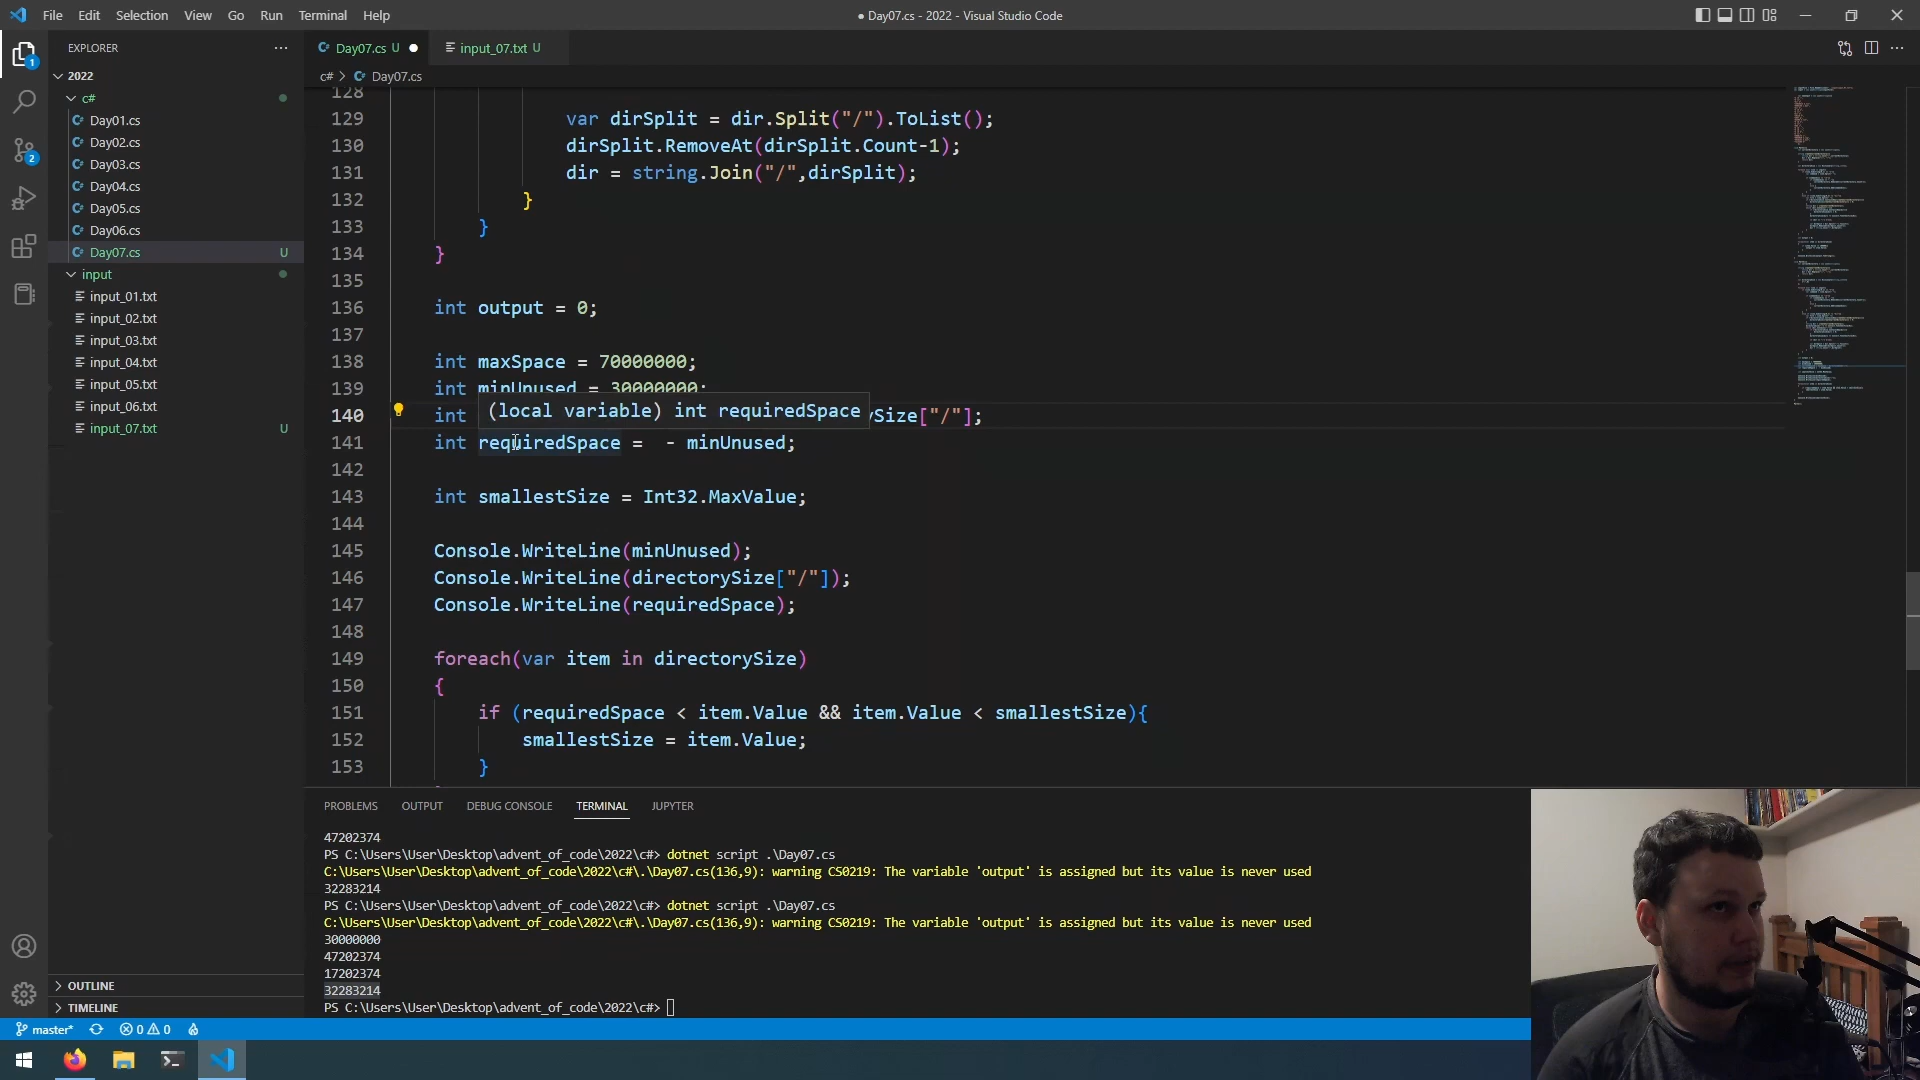 File Edit Selection View Go Run Terminal Help
● Day07.cs - 2022 - Visual Studio Code
EXPLORER
2022
c#
Day01.cs
Day02.cs
Day03.cs
Day04.cs
Day05.cs
Day06.cs
Day07.cs U
input
input_01.txt
input_02.txt
input_03.txt
input_04.txt
input_05.txt
input_06.txt
input_07.txt U
OUTLINE
TIMELINE
Day07.cs U ●
input_07.txt U
c# > Day07.cs
128
129 var dirSplit = dir.Split("/").ToList();
130 dirSplit.RemoveAt(dirSplit.Count-1);
131 dir = string.Join("/",dirSplit);
132 }
133 }
134 }
135
136 int output = 0;
137
138 int maxSpace = 70000000;
139 int minUnused = 30000000;
(local variable) int requiredSpace
140 int ySize["/"];
141 int requiredSpace =  - minUnused;
142
143 int smallestSize = Int32.MaxValue;
144
145 Console.WriteLine(minUnused);
146 Console.WriteLine(directorySize["/"]);
147 Console.WriteLine(requiredSpace);
148
149 foreach(var item in directorySize)
150 {
151 if (requiredSpace < item.Value && item.Value < smallestSize){
152 smallestSize = item.Value;
153 }
PROBLEMS OUTPUT DEBUG CONSOLE TERMINAL JUPYTER
47202374
PS C:\Users\User\Desktop\advent_of_code\2022\c#> dotnet script .\Day07.cs
C:\Users\User\Desktop\advent_of_code\2022\c#\.\Day07.cs(136,9): warning CS0219: The variable 'output' is assigned but its value is never used
32283214
PS C:\Users\User\Desktop\advent_of_code\2022\c#> dotnet script .\Day07.cs
C:\Users\User\Desktop\advent_of_code\2022\c#\.\Day07.cs(136,9): warning CS0219: The variable 'output' is assigned but its value is never used
30000000
47202374
17202374
32283214
PS C:\Users\User\Desktop\advent_of_code\2022\c#>
master* 0 0
1
2